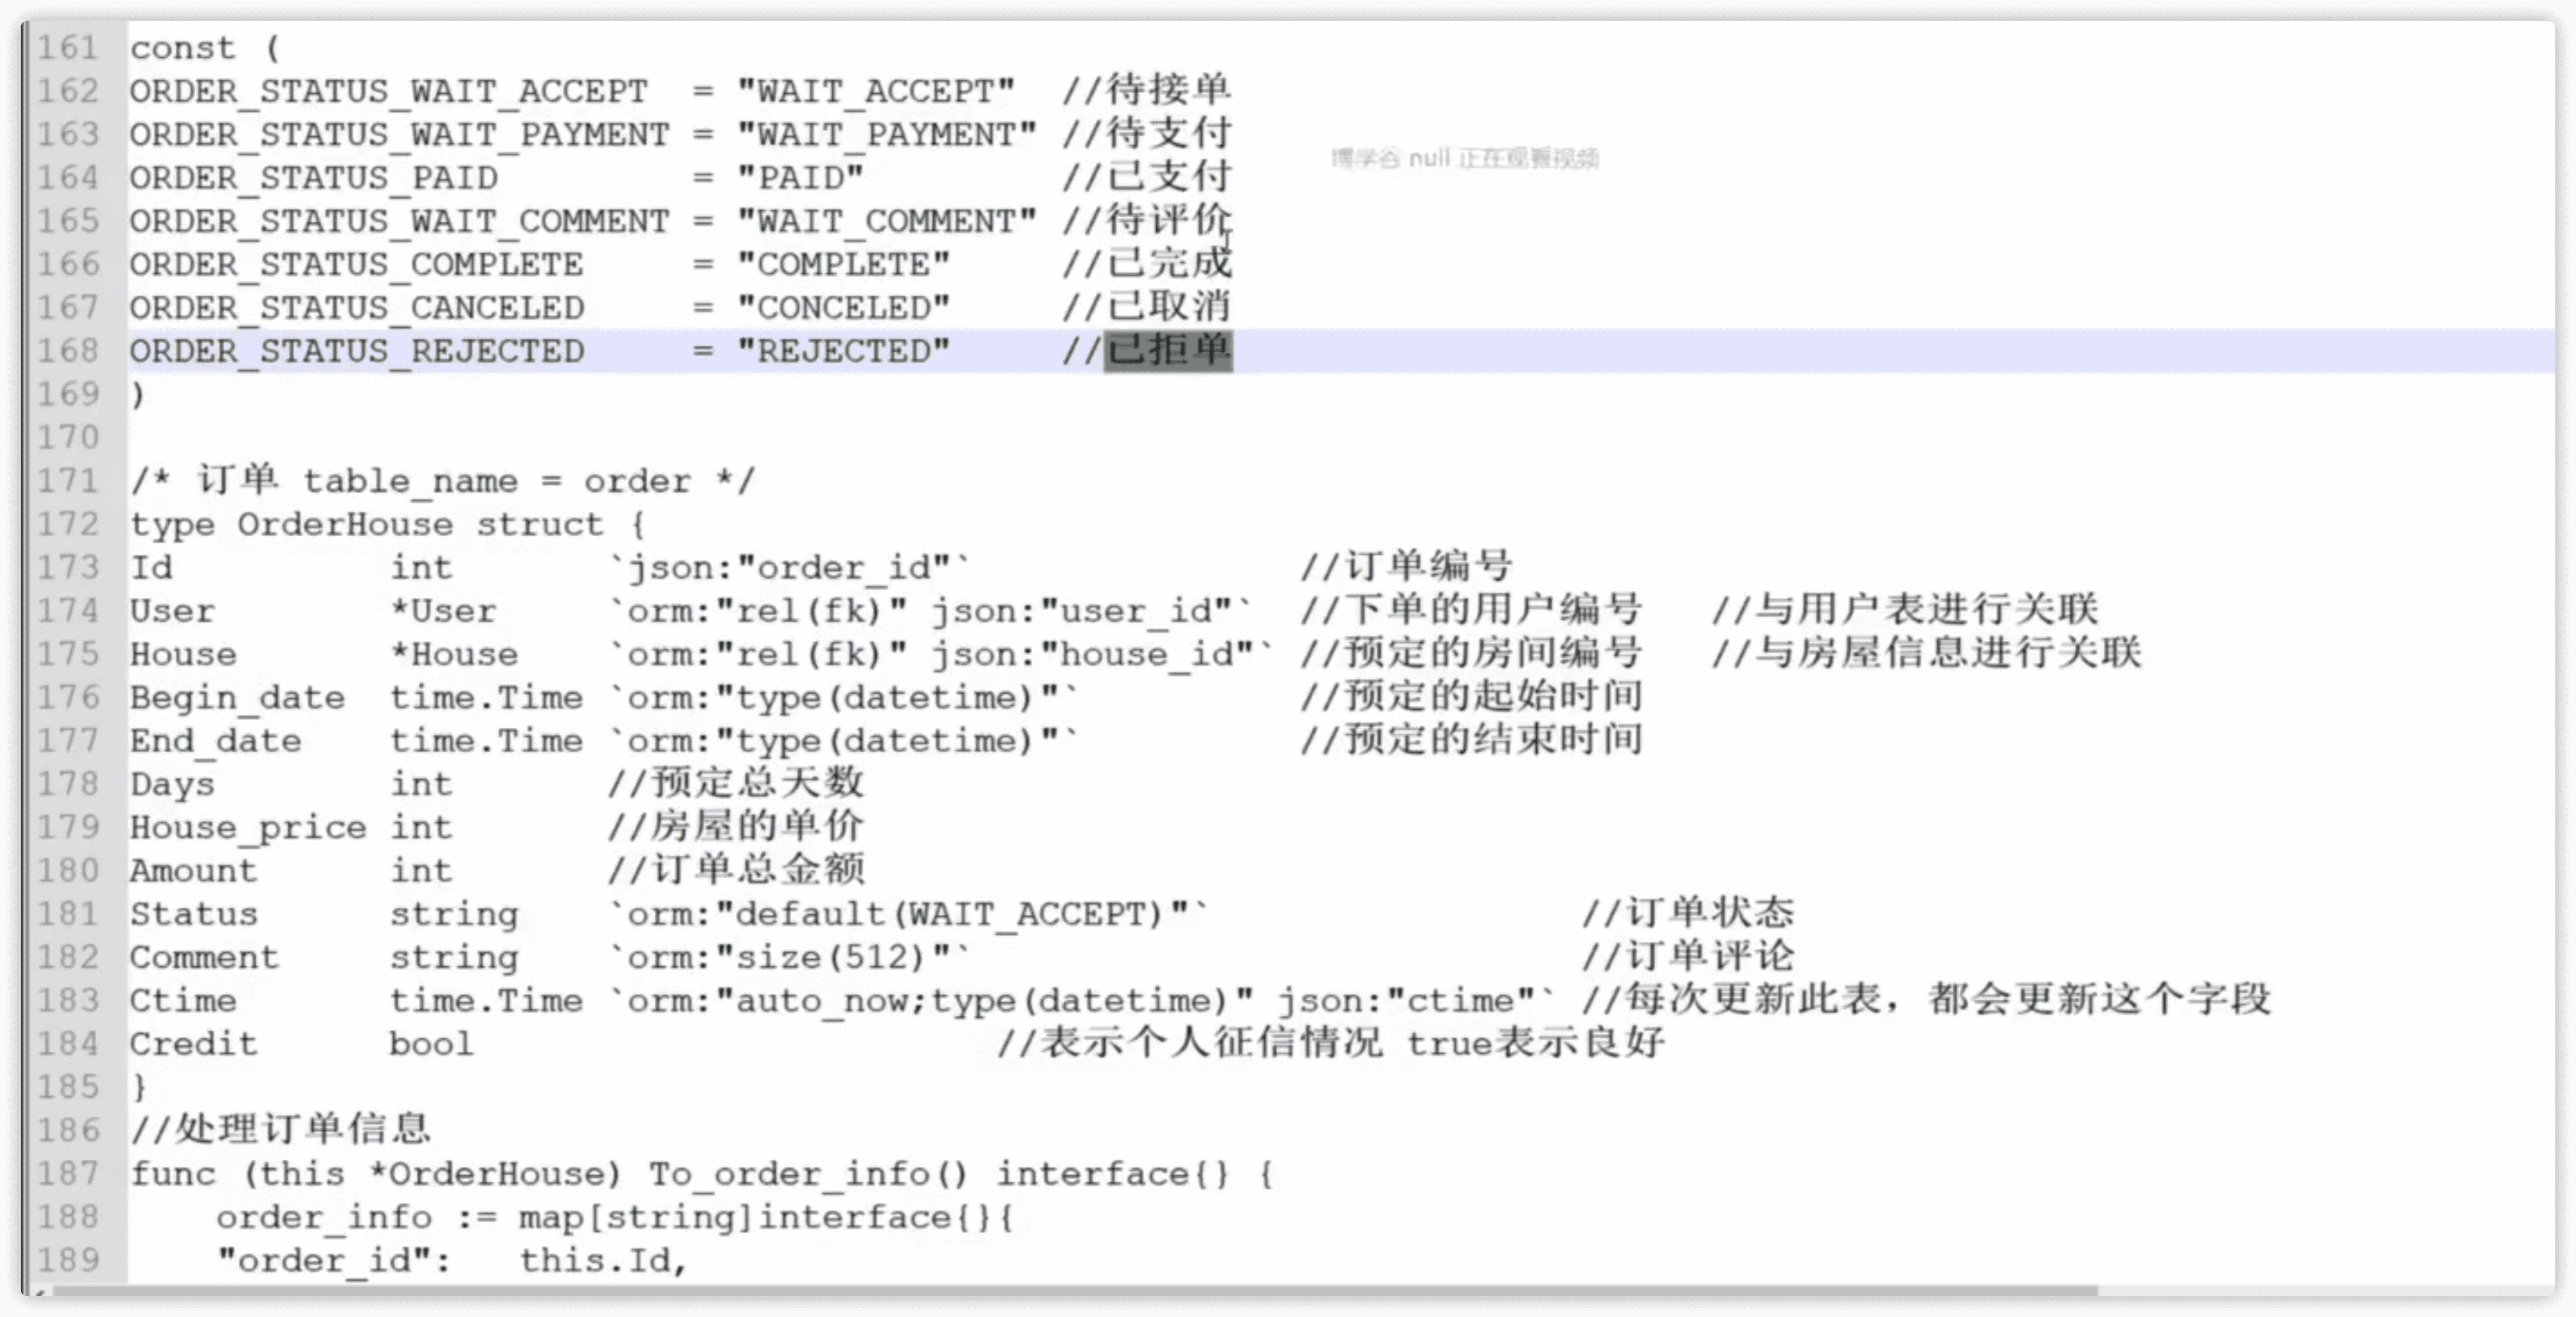 161 const (
162 ORDER_STATUS_WAIT_ACCEPT  = "WAIT_ACCEPT"  //待接单
163 ORDER_STATUS_WAIT_PAYMENT = "WAIT_PAYMENT" //待支付
博学谷 null 正在观看视频
164 ORDER_STATUS_PAID         = "PAID"         //已支付
165 ORDER_STATUS_WAIT_COMMENT = "WAIT_COMMENT" //待评价
166 ORDER_STATUS_COMPLETE     = "COMPLETE"     //已完成
167 ORDER_STATUS_CANCELED     = "CONCELED"     //已取消
168 ORDER_STATUS_REJECTED     = "REJECTED"     //已拒单
169 )
170
171 /* 订单 table_name = order */
172 type OrderHouse struct {
173 Id          int       `json:"order_id"`               //订单编号
174 User        *User     `orm:"rel(fk)" json:"user_id"`  //下单的用户编号   //与用户表进行关联
175 House       *House    `orm:"rel(fk)" json:"house_id"` //预定的房间编号   //与房屋信息进行关联
176 Begin_date  time.Time `orm:"type(datetime)"`          //预定的起始时间
177 End_date    time.Time `orm:"type(datetime)"`          //预定的结束时间
178 Days        int       //预定总天数
179 House_price int       //房屋的单价
180 Amount      int       //订单总金额
181 Status      string    `orm:"default(WAIT_ACCEPT)"`                 //订单状态
182 Comment     string    `orm:"size(512)"`                            //订单评论
183 Ctime       time.Time `orm:"auto_now;type(datetime)" json:"ctime"` //每次更新此表，都会更新这个字段
184 Credit      bool                        //表示个人征信情况 true表示良好
185 }
186 //处理订单信息
187 func (this *OrderHouse) To_order_info() interface{} {
188     order_info := map[string]interface{}{
189     "order_id":   this.Id,